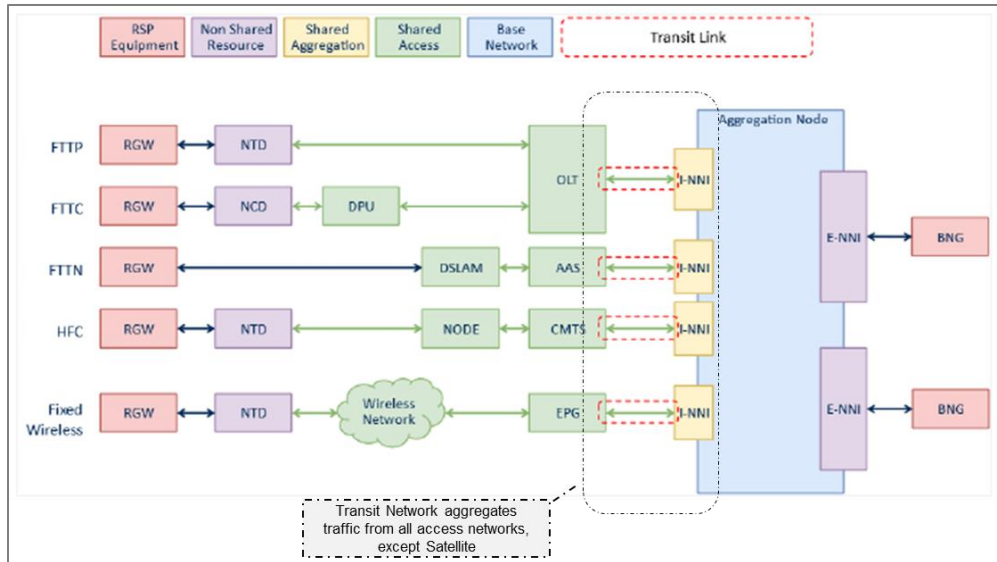 RSP
Equipment
Non Shared
Resource
Shared
Aggregation
Shared
Access
Base
Network
Transit Link
Aggregation Node
FTTP
RGW
NTD
OLT
I-NNI
FTTC
RGW
NCD
DPU
E-NNI
BNG
FTTN
RGW
DSLAM
AAS
I-NNI
HFC
RGW
NTD
NODE
CMTS
I-NNI
Fixed
Wireless
RGW
NTD
Wireless
Network
EPG
I-NNI
E-NNI
BNG
Transit Network aggregates
traffic from all access networks,
except Satellite